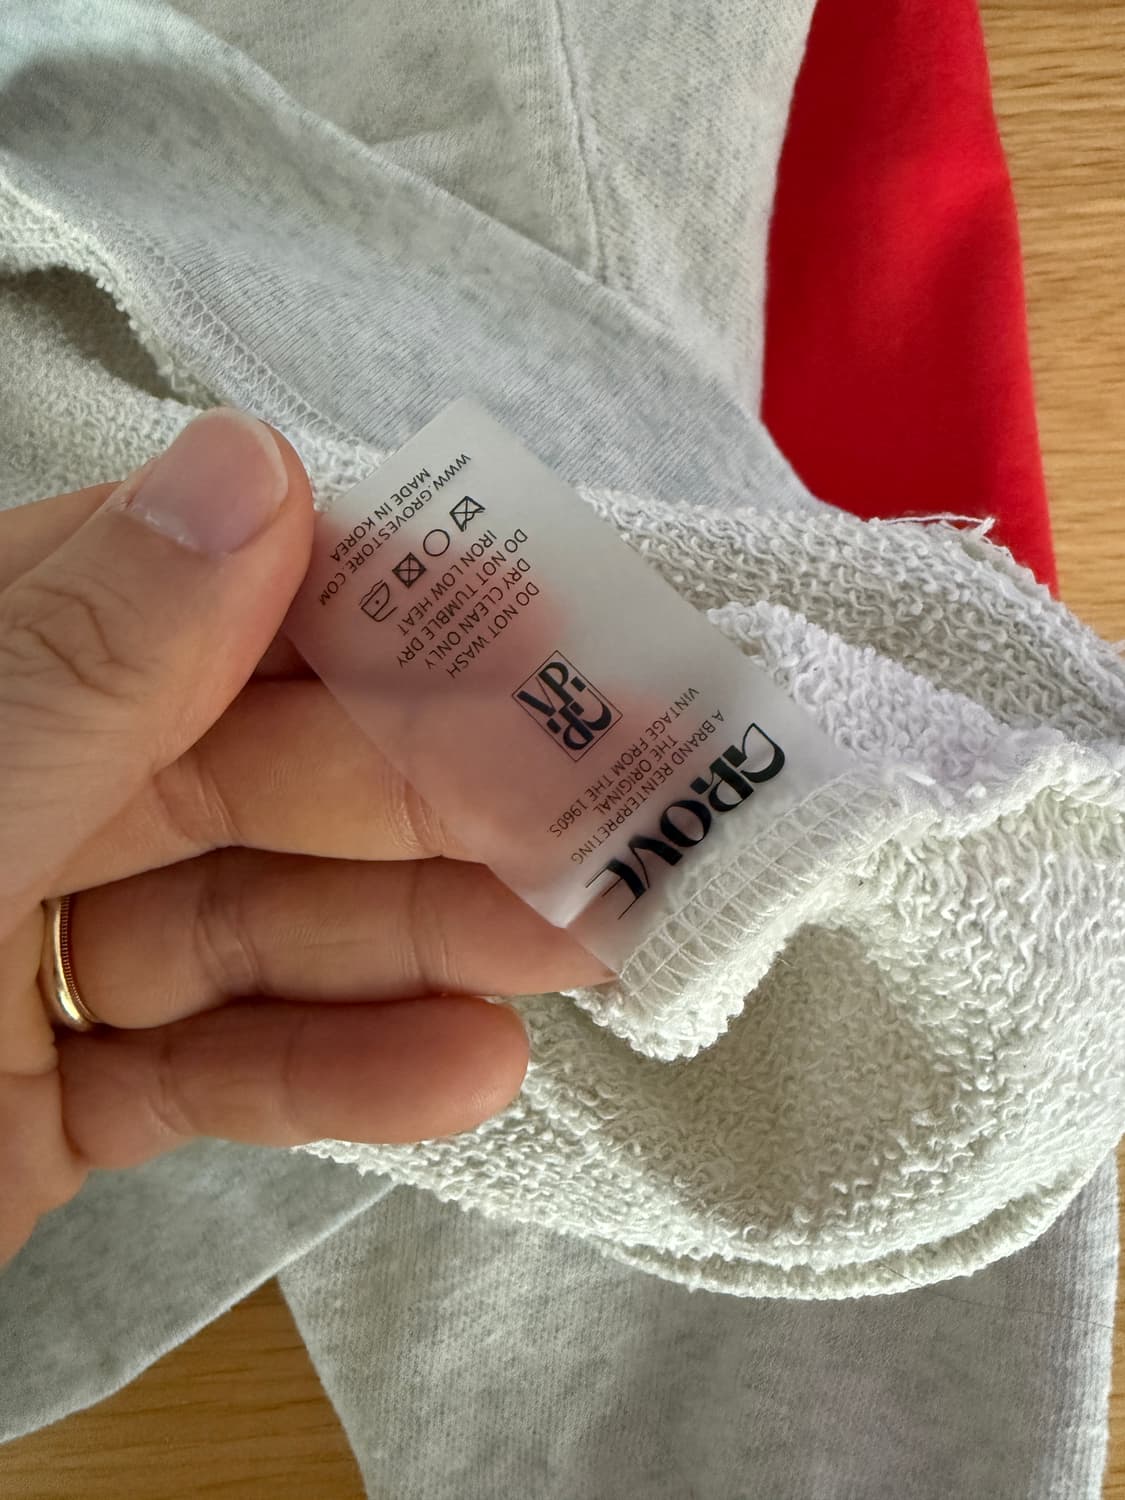 GROVE
A BRAND REINTERPRETING
THE ORIGINAL
VINTAGE FROM THE 1960S.
DO NOT WASH
DRY CLEAN ONLY
DO NOT TUMBLE DRY
IRON LOW HEAT
WWW.GROVESTORE.COM
MADE IN KOREA